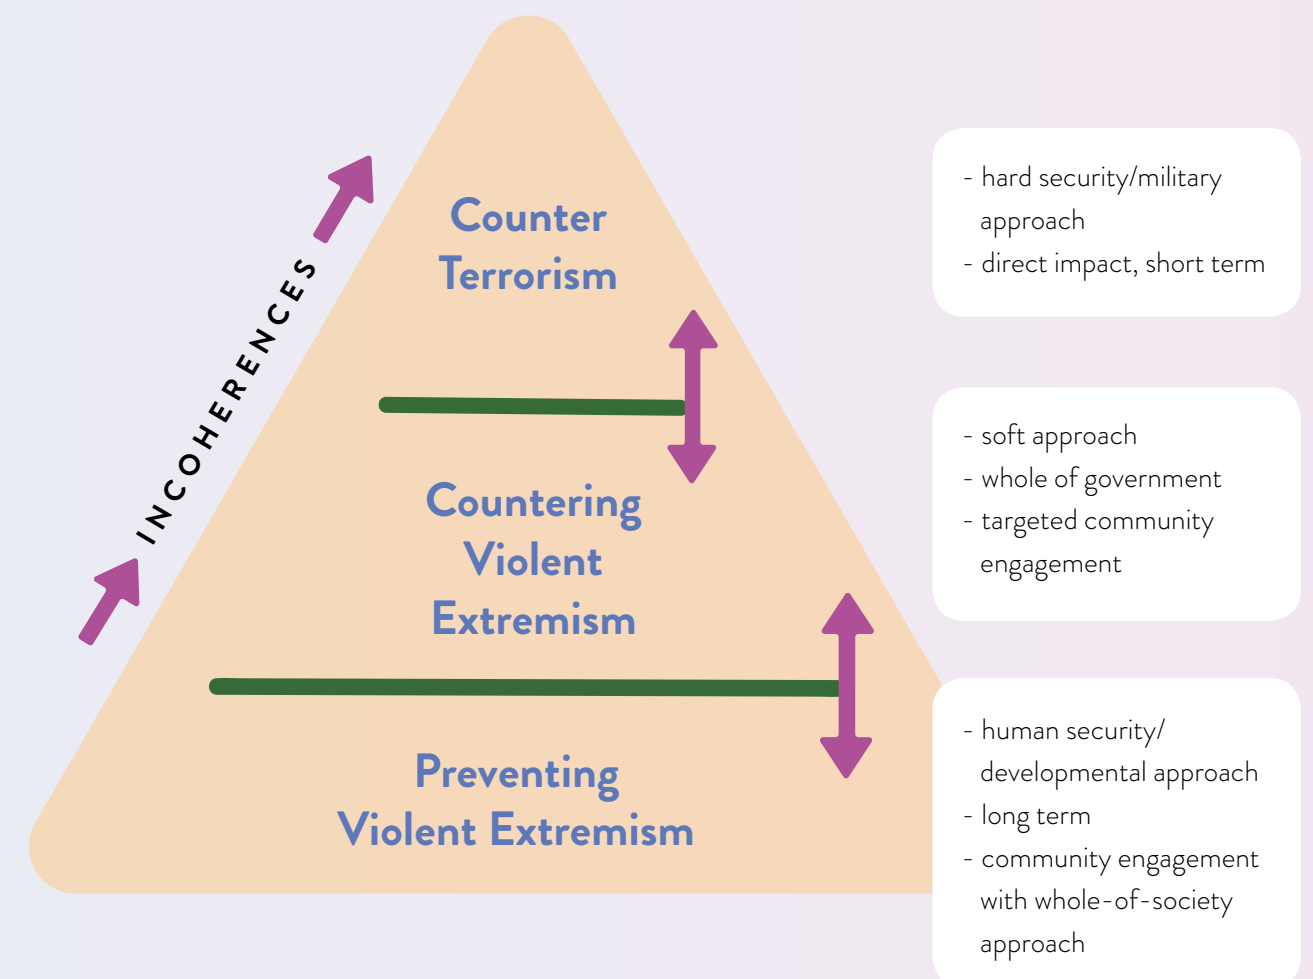 Counter
Terrorism
- hard security/military
approach
- direct impact, short term
INCOHERENCES
Countering
Violent
Extremism
- soft approach
- whole of government
- targeted community
engagement
Preventing
Violent Extremism
- human security/
developmental approach
- long term
- community engagement
with whole-of-society
approach